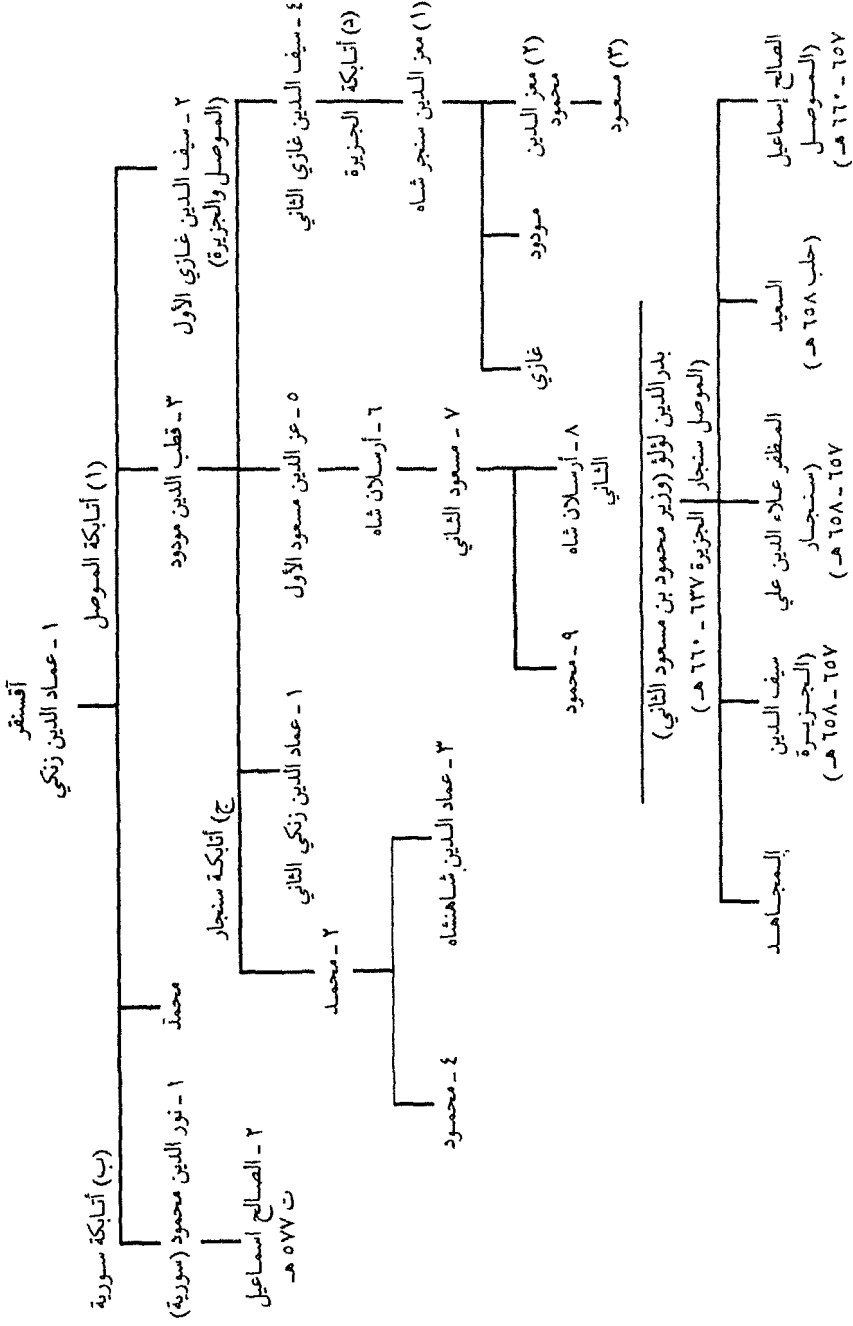 آقسنقر
١ - عماد الدين زنكي
(١) أتابكة الموصل
(ب) أتابكة سورية
٢ - سيف الدين غازي الأول
(الموصل والجزيرة)
٣ - قطب الدين مودود
محمد
١ - نور الدين محمود (سورية)
٢ - الصالح اسماعيل
ت ٥٧٧ هـ
ج) أتابكة سنجار
٤ - سيف الدين غازي الثاني
٥ - عز الدين مسعود الأول
١ - عماد الدين زنكي الثاني
٢ - محمد
(د) أتابكة الجزيرة
(١) معز الدين سنجر شاه
(٢) معز الدين
محمود
مودود
غازي
(٣) مسعود
٦ - أرسلان شاه
٧ - مسعود الثاني
٨ - أرسلان شاه
الثاني
٩ - محمود
٣ - عماد الدين شاهنشاه
٤ - محمود
بدر الدين لؤلؤ (وزير محمود بن مسعود الثاني)
(الموصل سنجار الجزيرة ٦٣٧ - ٦٦٠ هـ)
الصالح إسماعيل
(الموصل
٦٥٧ - ٦٦٠ هـ)
السعيد
(حلب ٦٥٨ هـ)
المظفر علاء الدين علي
(سنجار
٦٥٧ - ٦٥٨ هـ)
سيف الدين
(الجزيرة
٦٥٧ - ٦٥٨ هـ)
المجاهد